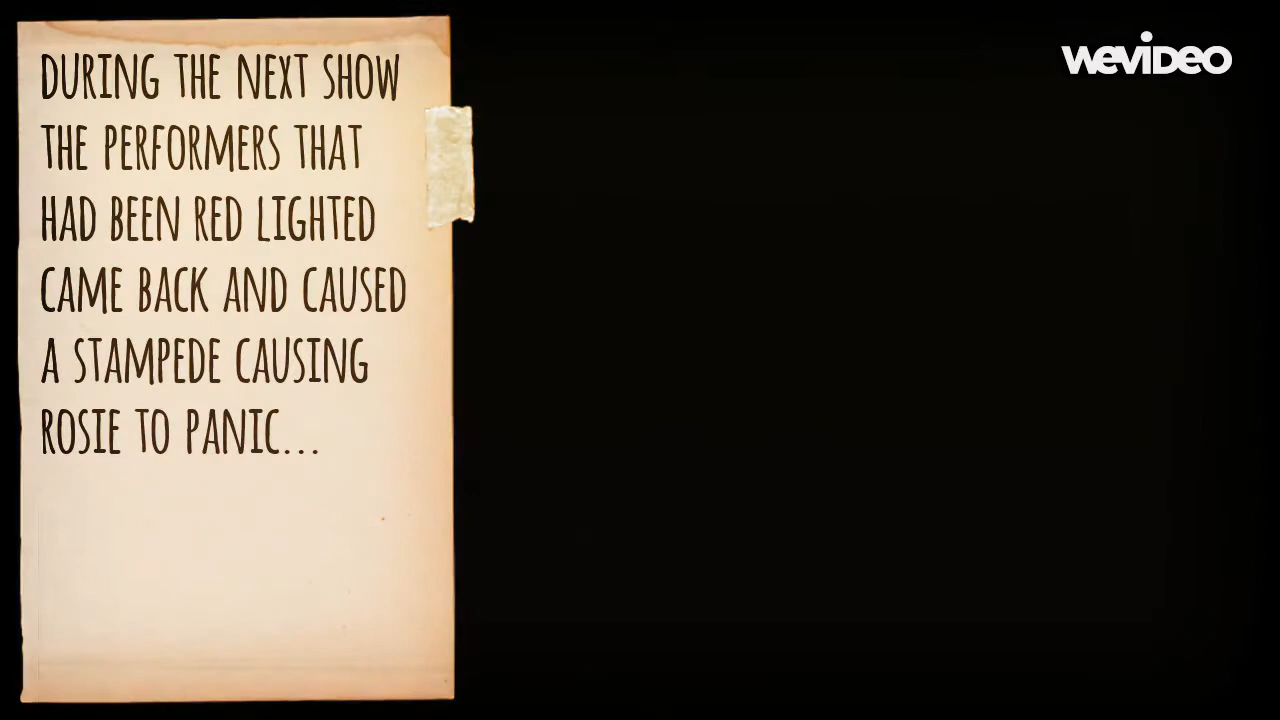 DURING THE NEXT SHOW
THE PERFORMERS THAT
HAD BEEN RED LIGHTED
CAME BACK AND CAUSED
A STAMPEDE CAUSING
ROSIE TO PANIC...
WEVIDEO